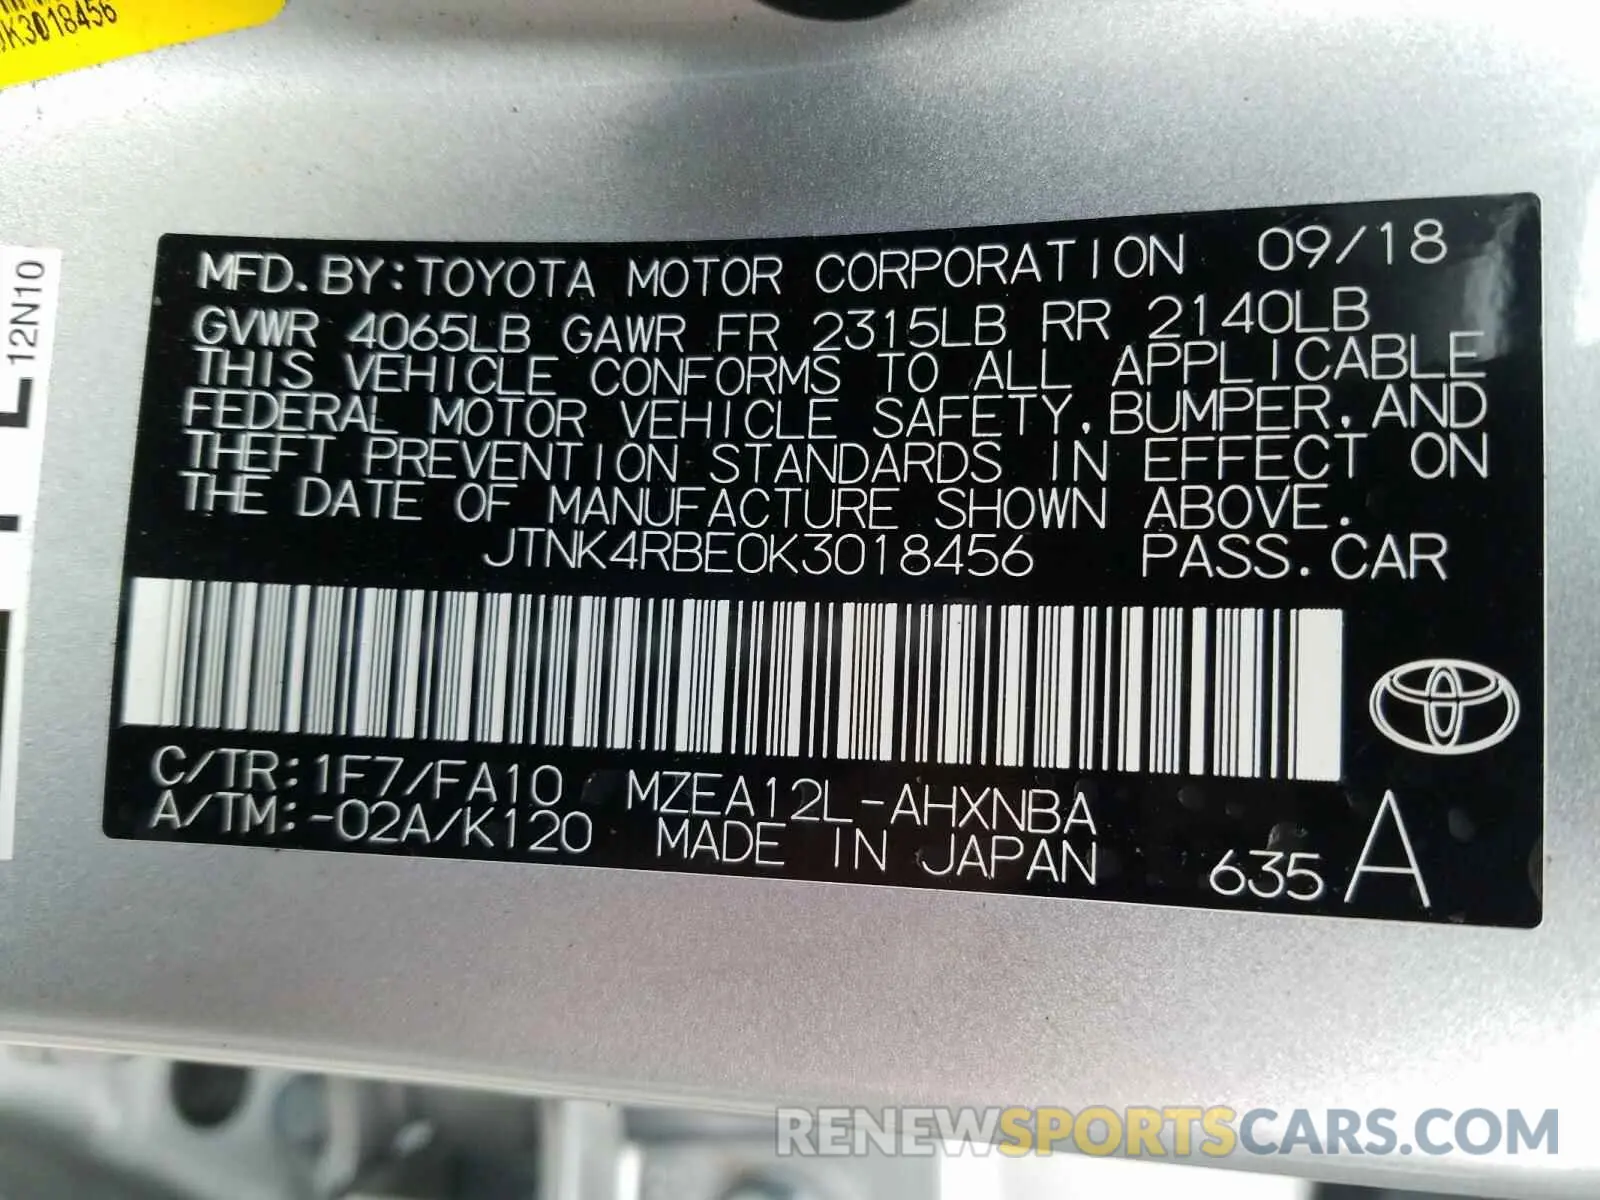 JK3018456
12N10
MFD. BY: TOYOTA MOTOR CORPORATION 09/18
GVWR 4065LB GAWR FR 2315LB RR 2140LB
THIS VEHICLE CONFORMS TO ALL APPLICABLE
FEDERAL MOTOR VEHICLE SAFETY, BUMPER, AND
THEFT PREVENTION STANDARDS IN EFFECT ON
THE DATE OF MANUFACTURE SHOWN ABOVE.
JTNK4RBE0K3018456 PASS. CAR
C/TR: 1F7/FA10 MZEA12L-AHXNBA
A/TM: -02A/K120 MADE IN JAPAN 635 A
RENEWSPORTSCARS.COM